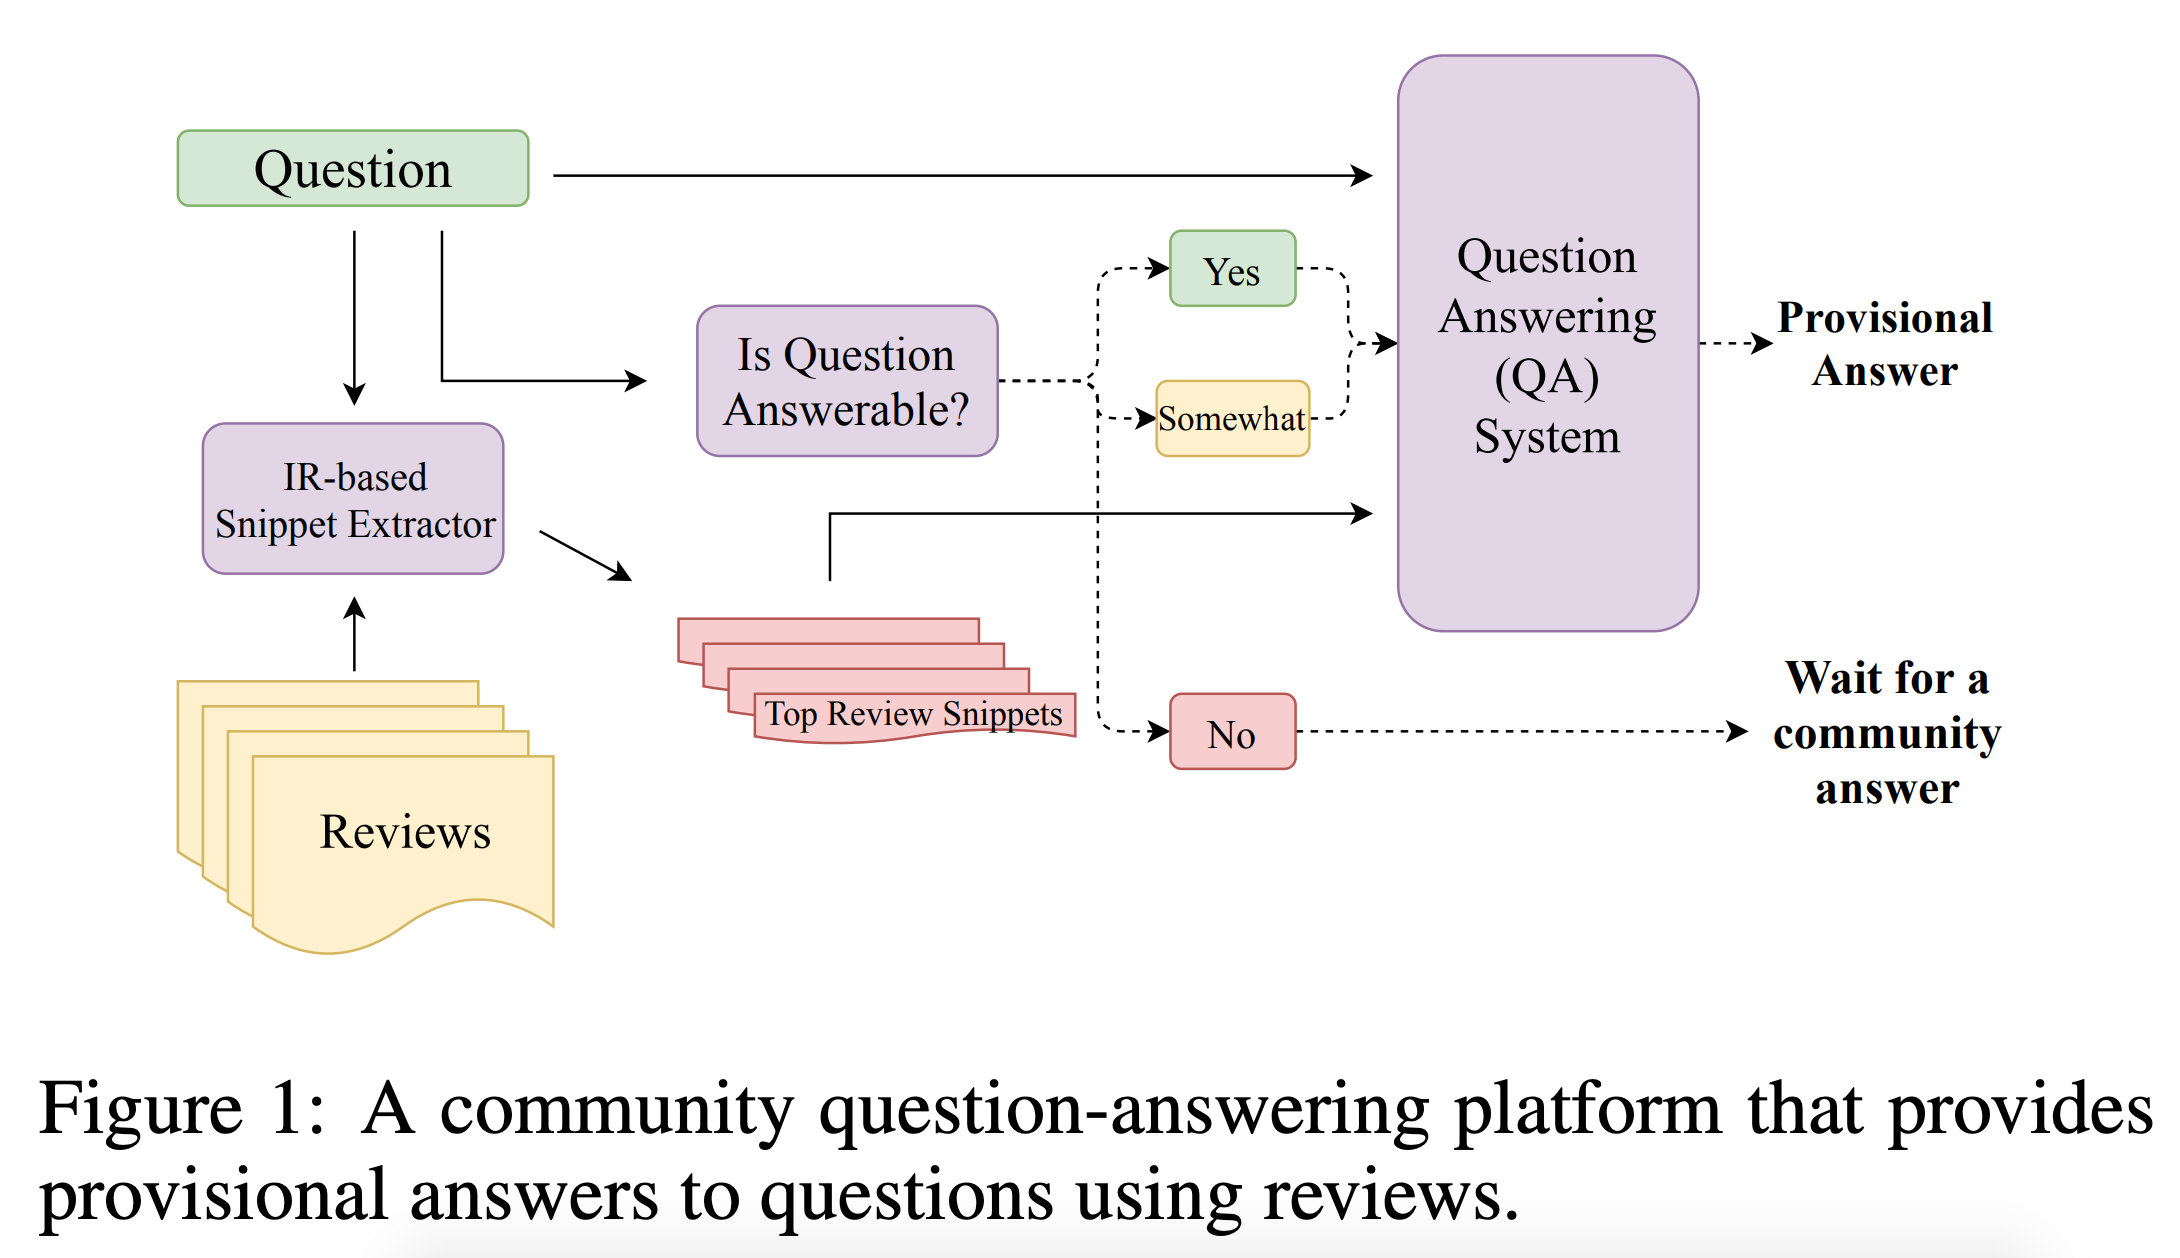 Question
Is Question
Answerable?
IR-based
Snippet Extractor
Reviews
Top Review Snippets
Yes
Somewhat
No
Question
Answering
(QA)
System
Provisional
Answer
Wait for a
community
answer
Figure 1: A community question-answering platform that provides
provisional answers to questions using reviews.